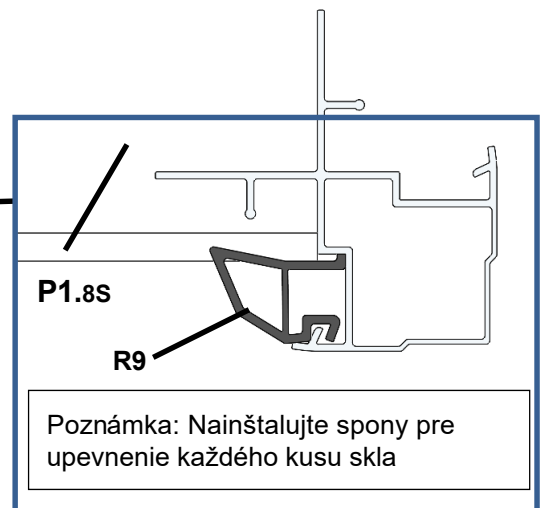 P1.8S
R9
Poznámka: Nainštalujte spony pre
upevnenie každého kusu skla